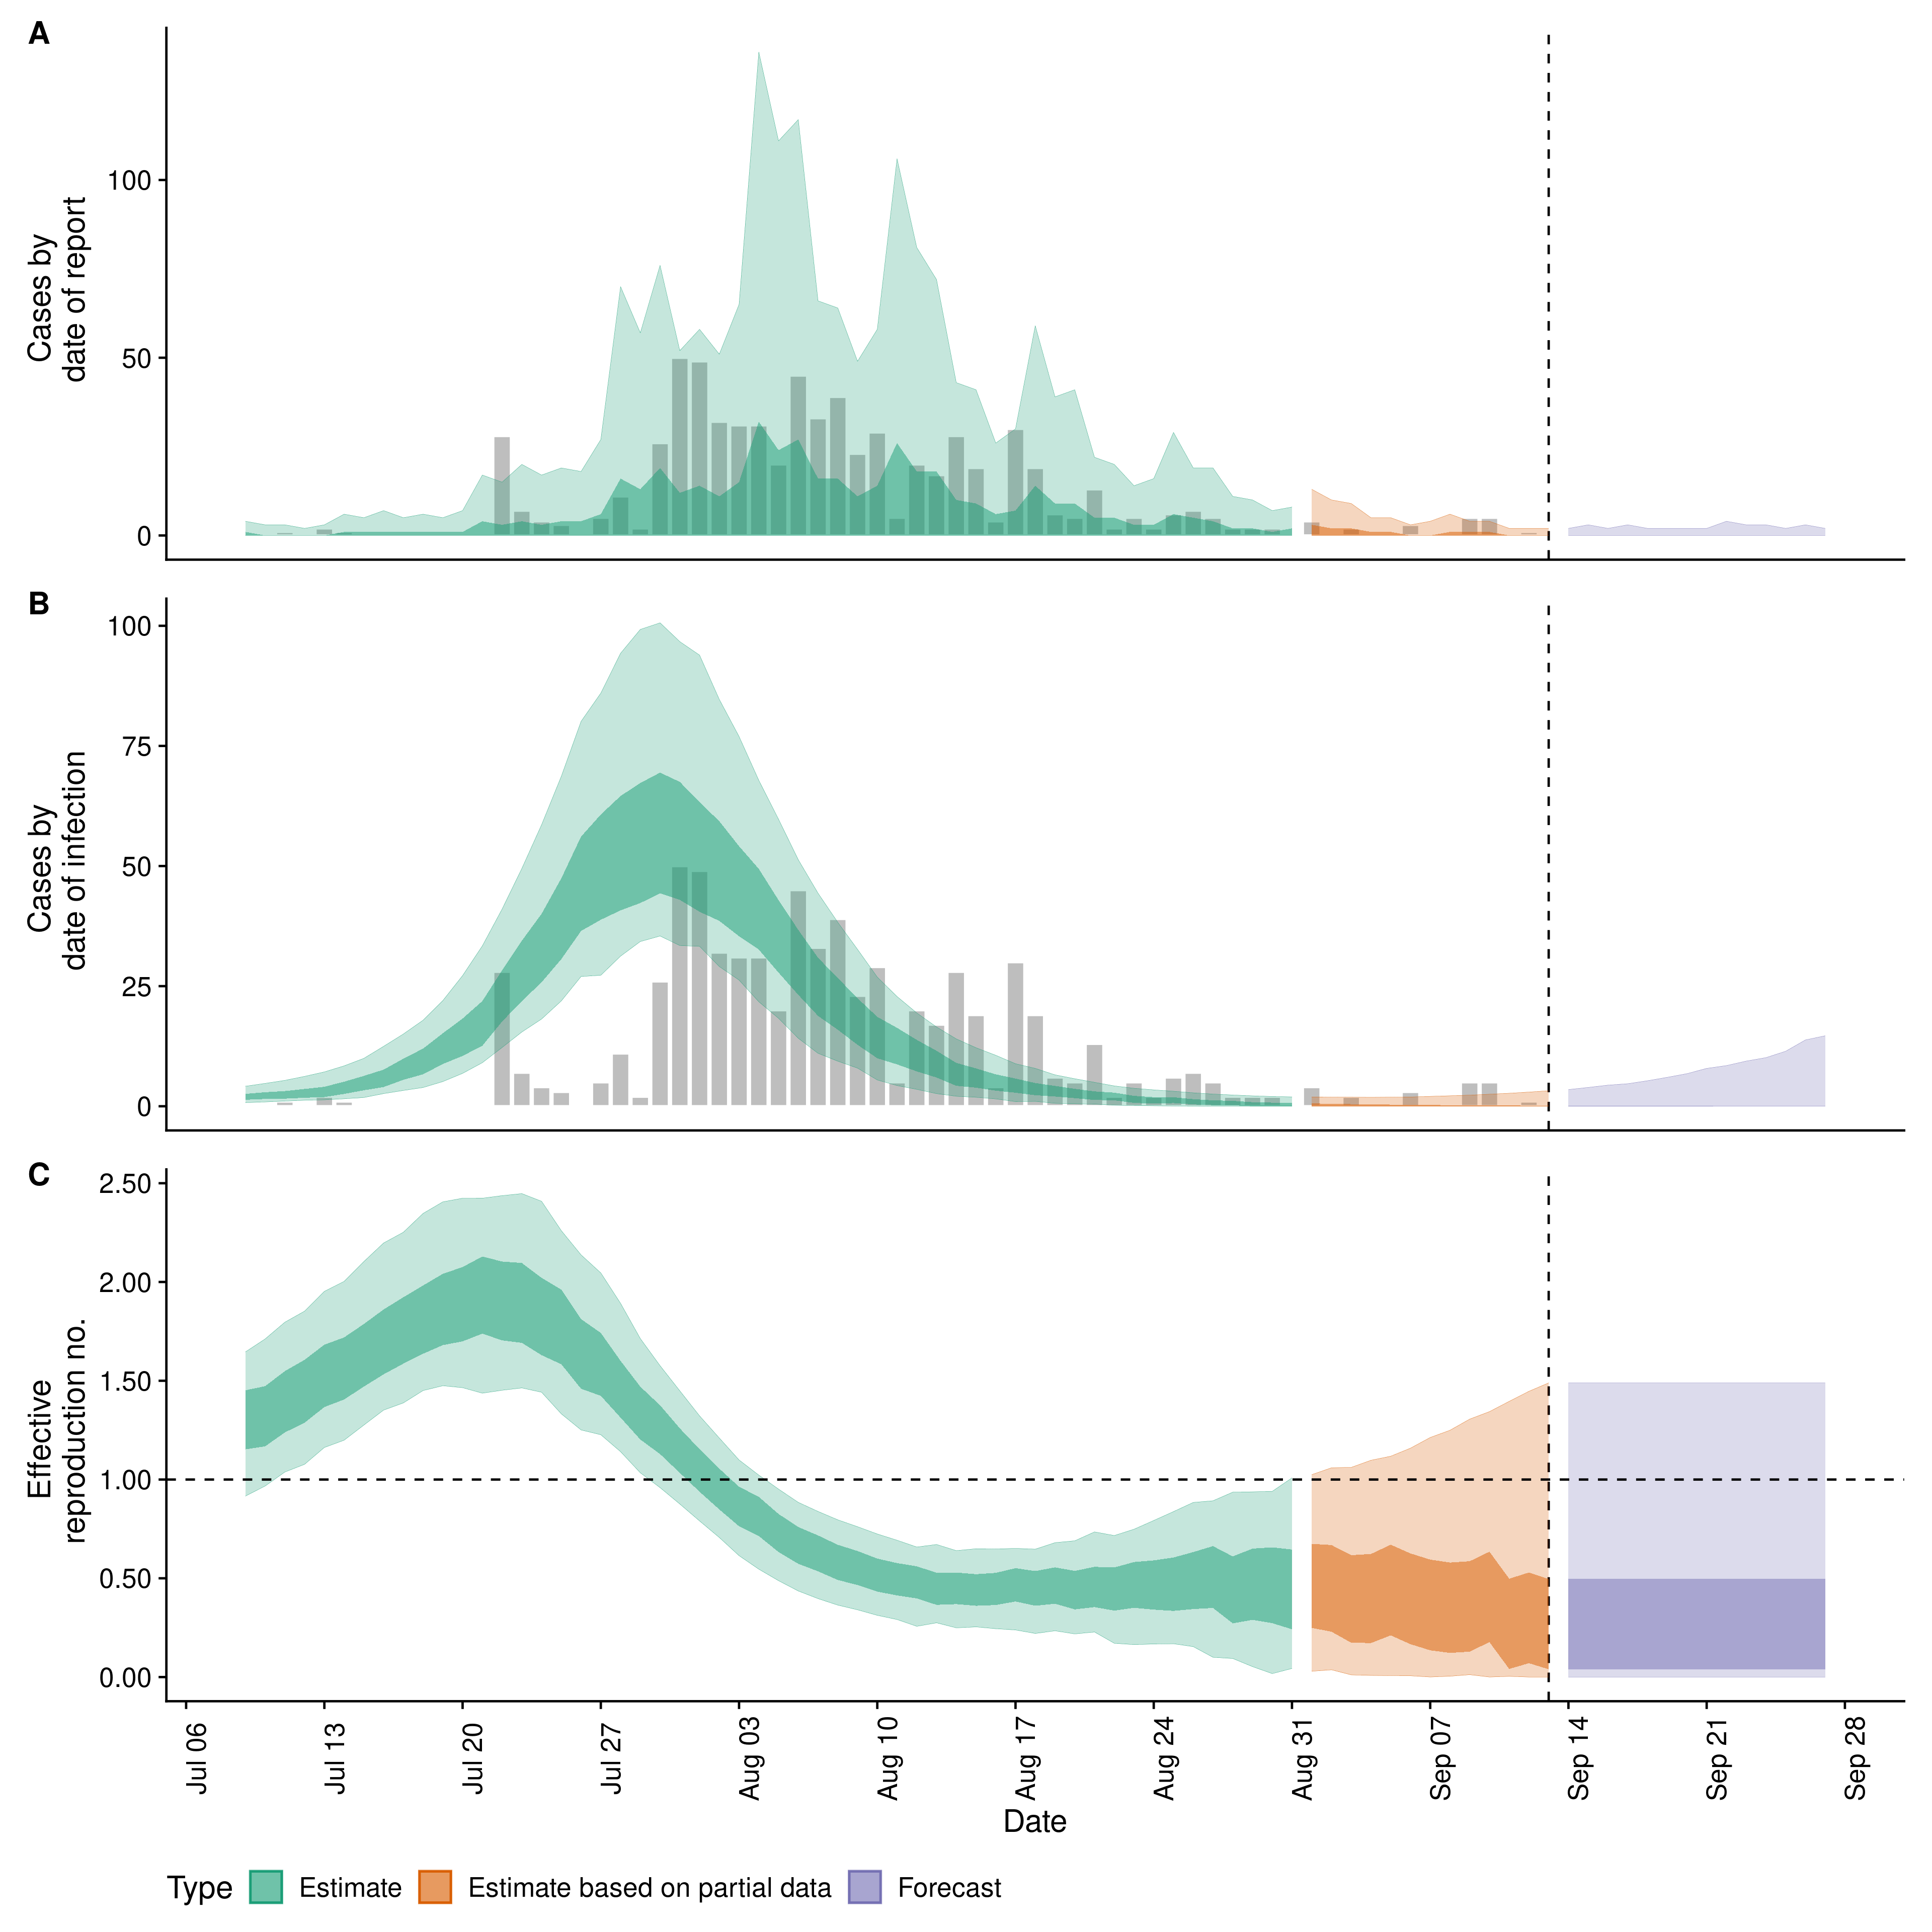 A
Cases by
date of report
100
50
0
B
Cases by
date of infection
100
75
50
25
0
C
Effective
reproduction no.
2.50
2.00
1.50
1.00
0.50
0.00
Jul 06
Jul 13
Jul 20
Jul 27
Aug 03
Aug 10
Aug 17
Aug 24
Aug 31
Sep 07
Sep 14
Sep 21
Sep 28
Date
Type Estimate Estimate based on partial data Forecast